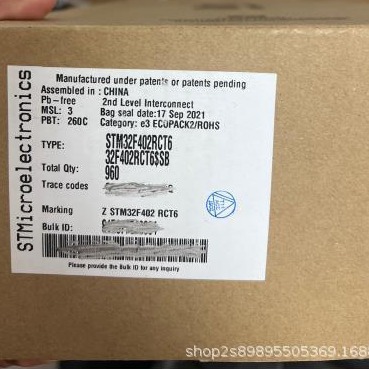 STMicroelectronics
Manufactured under patents or patents pending
Assembled in : CHINA
Pb-free 2nd Level Interconnect
MSL: 3 Bag seal date:17 Sep 2021
PBT: 260C Category: e3 ECOPACK2/ROHS
TYPE: STM32F402RCT6
32F402RCT6$SB
Total Qty: 960
Trace codes
Marking Z STM32F402 RCT6
Bulk ID:
Please provide the Bulk ID for any inquiry
shop2s89895505369.1688